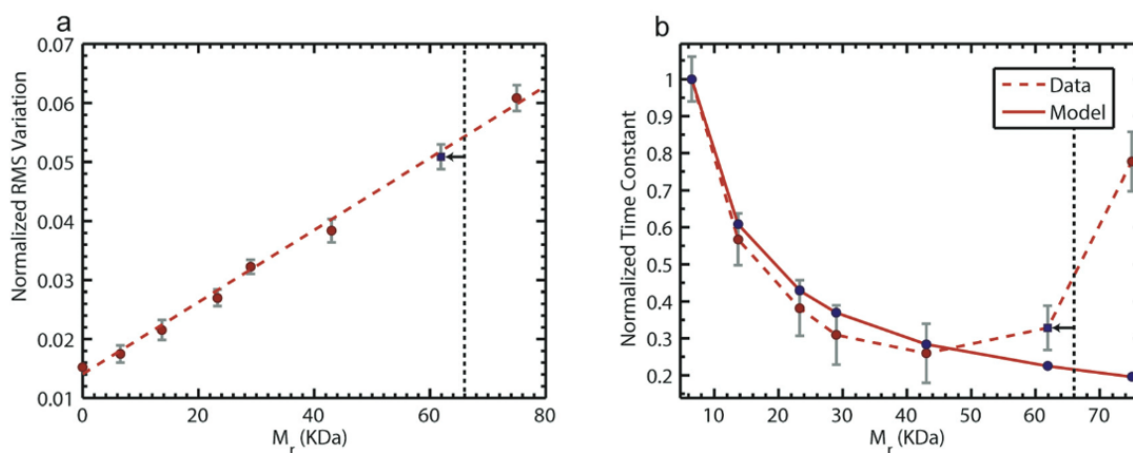 a
0.07
0.06
0.05
0.04
0.03
0.02
0.01
Normalized RMS Variation
0 20 40 60 80
M_r (KDa)
b
1
0.9
0.8
0.7
0.6
0.5
0.4
0.3
0.2
Normalized Time Constant
10 20 30 40 50 60 70
M_r (KDa)
Data
Model